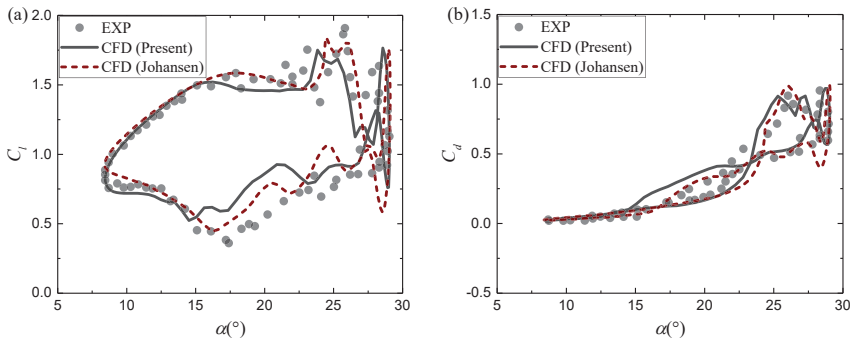 (a)
2.0
1.5
1.0
0.5
0.0
C_l
EXP
CFD (Present)
CFD (Johansen)
5 10 15 20 25 30
α(°)
(b)
1.5
1.0
0.5
0.0
-0.5
C_d
EXP
CFD (Present)
CFD (Johansen)
5 10 15 20 25 30
α(°)